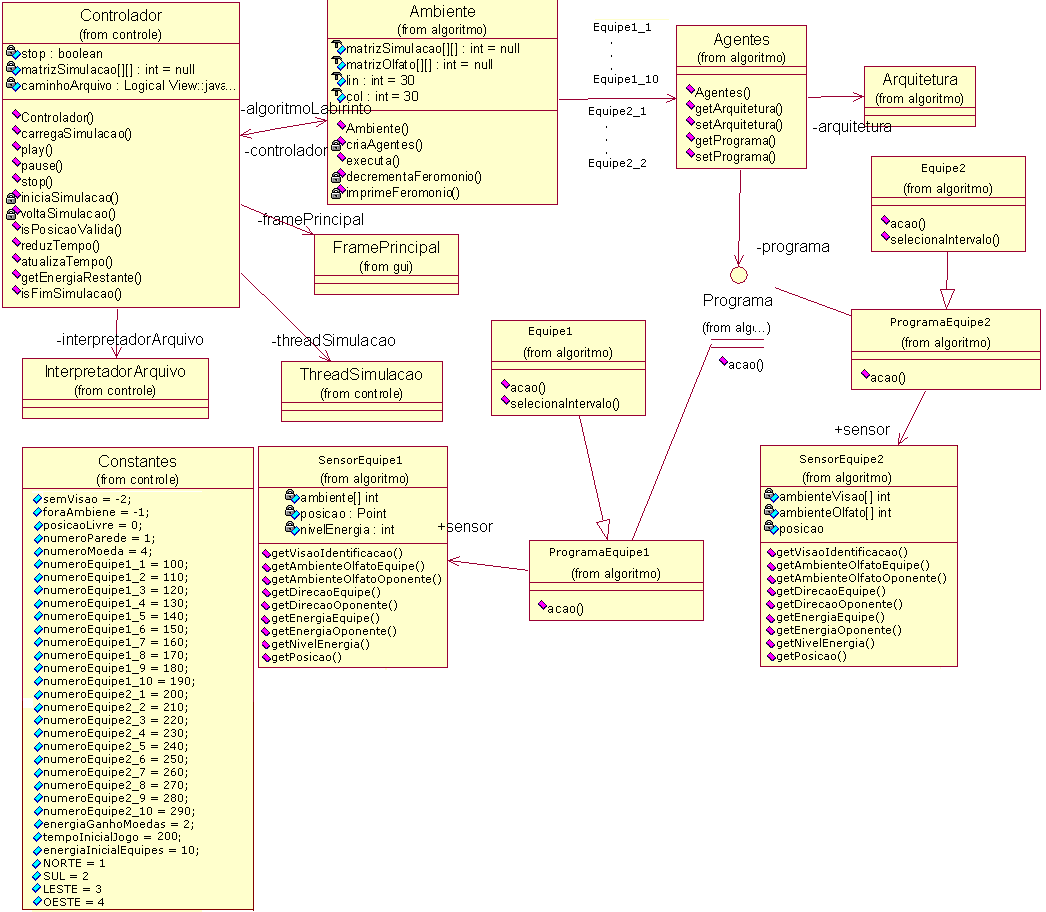 Controlador
(from controle)
stop : boolean
matrizSimulacao[][] : int = null
caminhoArquivo : Logical View::java...
Controlador()
carregaSimulacao()
play()
pause()
stop()
iniciaSimulacao()
voltaSimulacao()
isPosicaoValida()
reduzTempo()
atualizaTempo()
getEnergiaRestante()
isFimSimulacao()
-algoritmoLabirinto
-controlador
Ambiente
(from algoritmo)
matrizSimulacao[][] : int = null
matrizOlfato[][] : int = null
lin : int = 30
col : int = 30
Ambiente()
criaAgentes()
executa()
decrementaFeromonio()
imprimeFeromonio()
Equipe1_1
.
.
Equipe1_10
Equipe2_1
.
.
Equipe2_2
Agentes
(from algoritmo)
Agentes()
getArquitetura()
setArquitetura()
getPrograma()
setPrograma()
-arquitetura
Arquitetura
(from algoritmo)
Equipe2
(from algoritmo)
acao()
selecionaIntervalo()
-framePrincipal
FramePrincipal
(from gui)
-programa
Programa
(from algo...)
acao()
ProgramaEquipe2
(from algoritmo)
acao()
-interpretadorArquivo
InterpretadorArquivo
(from controle)
-threadSimulacao
ThreadSimulacao
(from controle)
Equipe1
(from algoritmo)
acao()
selecionaIntervalo()
+sensor
Constantes
(from controle)
semVisao = -2;
foraAmbiene = -1;
posicaoLivre = 0;
numeroParede = 1;
numeroMoeda = 4;
numeroEquipe1_1 = 100;
numeroEquipe1_2 = 110;
numeroEquipe1_3 = 120;
numeroEquipe1_4 = 130;
numeroEquipe1_5 = 140;
numeroEquipe1_6 = 150;
numeroEquipe1_7 = 160;
numeroEquipe1_8 = 170;
numeroEquipe1_9 = 180;
numeroEquipe1_10 = 190;
numeroEquipe2_1 = 200;
numeroEquipe2_2 = 210;
numeroEquipe2_3 = 220;
numeroEquipe2_4 = 230;
numeroEquipe2_5 = 240;
numeroEquipe2_6 = 250;
numeroEquipe2_7 = 260;
numeroEquipe2_8 = 270;
numeroEquipe2_9 = 280;
numeroEquipe2_10 = 290;
energiaGanhoMoedas = 2;
tempoInicialJogo = 200;
energiaInicialEquipes = 10;
NORTE = 1
SUL = 2
LESTE = 3
OESTE = 4
SensorEquipe1
(from algoritmo)
ambiente[] int
posicao : Point
nivelEnergia : int
getVisaoIdentificacao()
getAmbienteOlfatoEquipe()
getAmbienteOlfatoOponente()
getDirecaoEquipe()
getDirecaoOponente()
getEnergiaEquipe()
getEnergiaOponente()
getNivelEnergia()
getPosicao()
+sensor
ProgramaEquipe1
(from algoritmo)
acao()
SensorEquipe2
(from algoritmo)
ambienteVisao[] int
ambienteOlfato[] int
posicao
getVisaoIdentificacao()
getAmbienteOlfatoEquipe()
getAmbienteOlfatoOponente()
getDirecaoEquipe()
getDirecaoOponente()
getEnergiaEquipe()
getEnergiaOponente()
getNivelEnergia()
getPosicao()